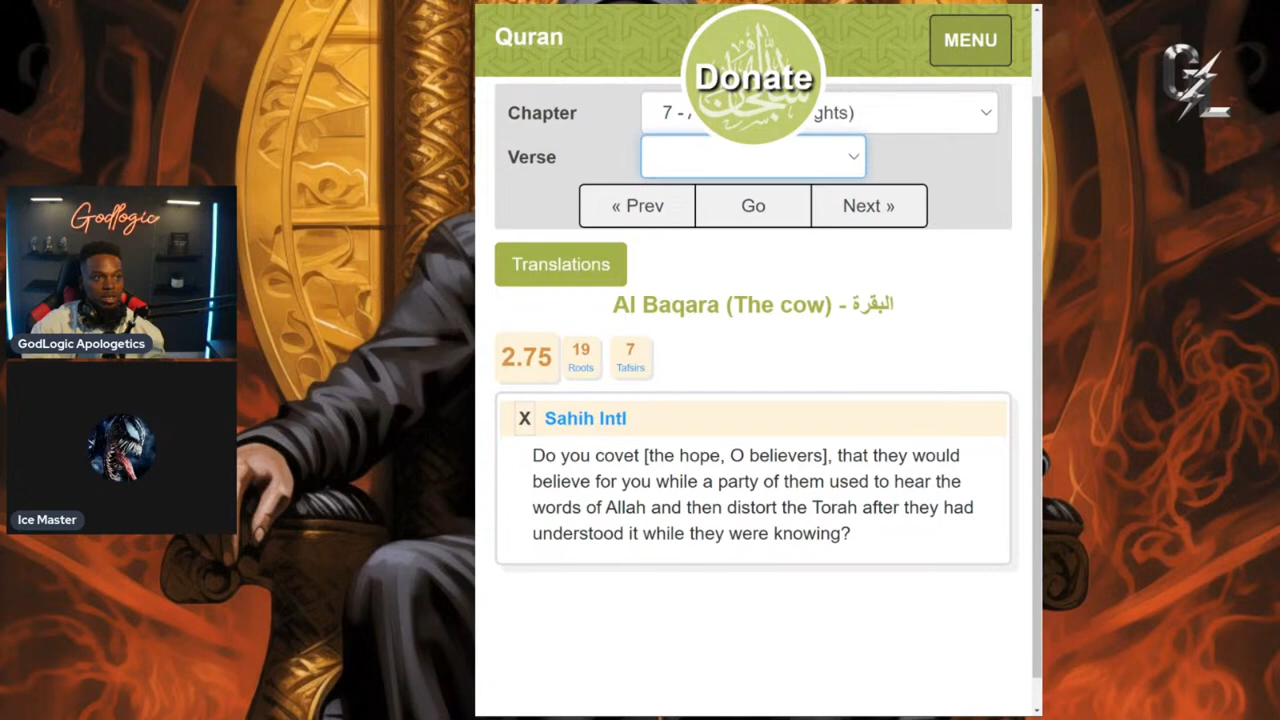 Quran
Donate
MENU
Chapter
7 -
ghts)
Verse
« Prev
Go
Next »
Translations
Al Baqara (The cow) - البقرة
2.75
19
Roots
7
Tafsirs
X
Sahih Intl
Do you covet [the hope, O believers], that they would
believe for you while a party of them used to hear the
words of Allah and then distort the Torah after they had
understood it while they were knowing?
Godlogic
GodLogic Apologetics
Ice Master
GL